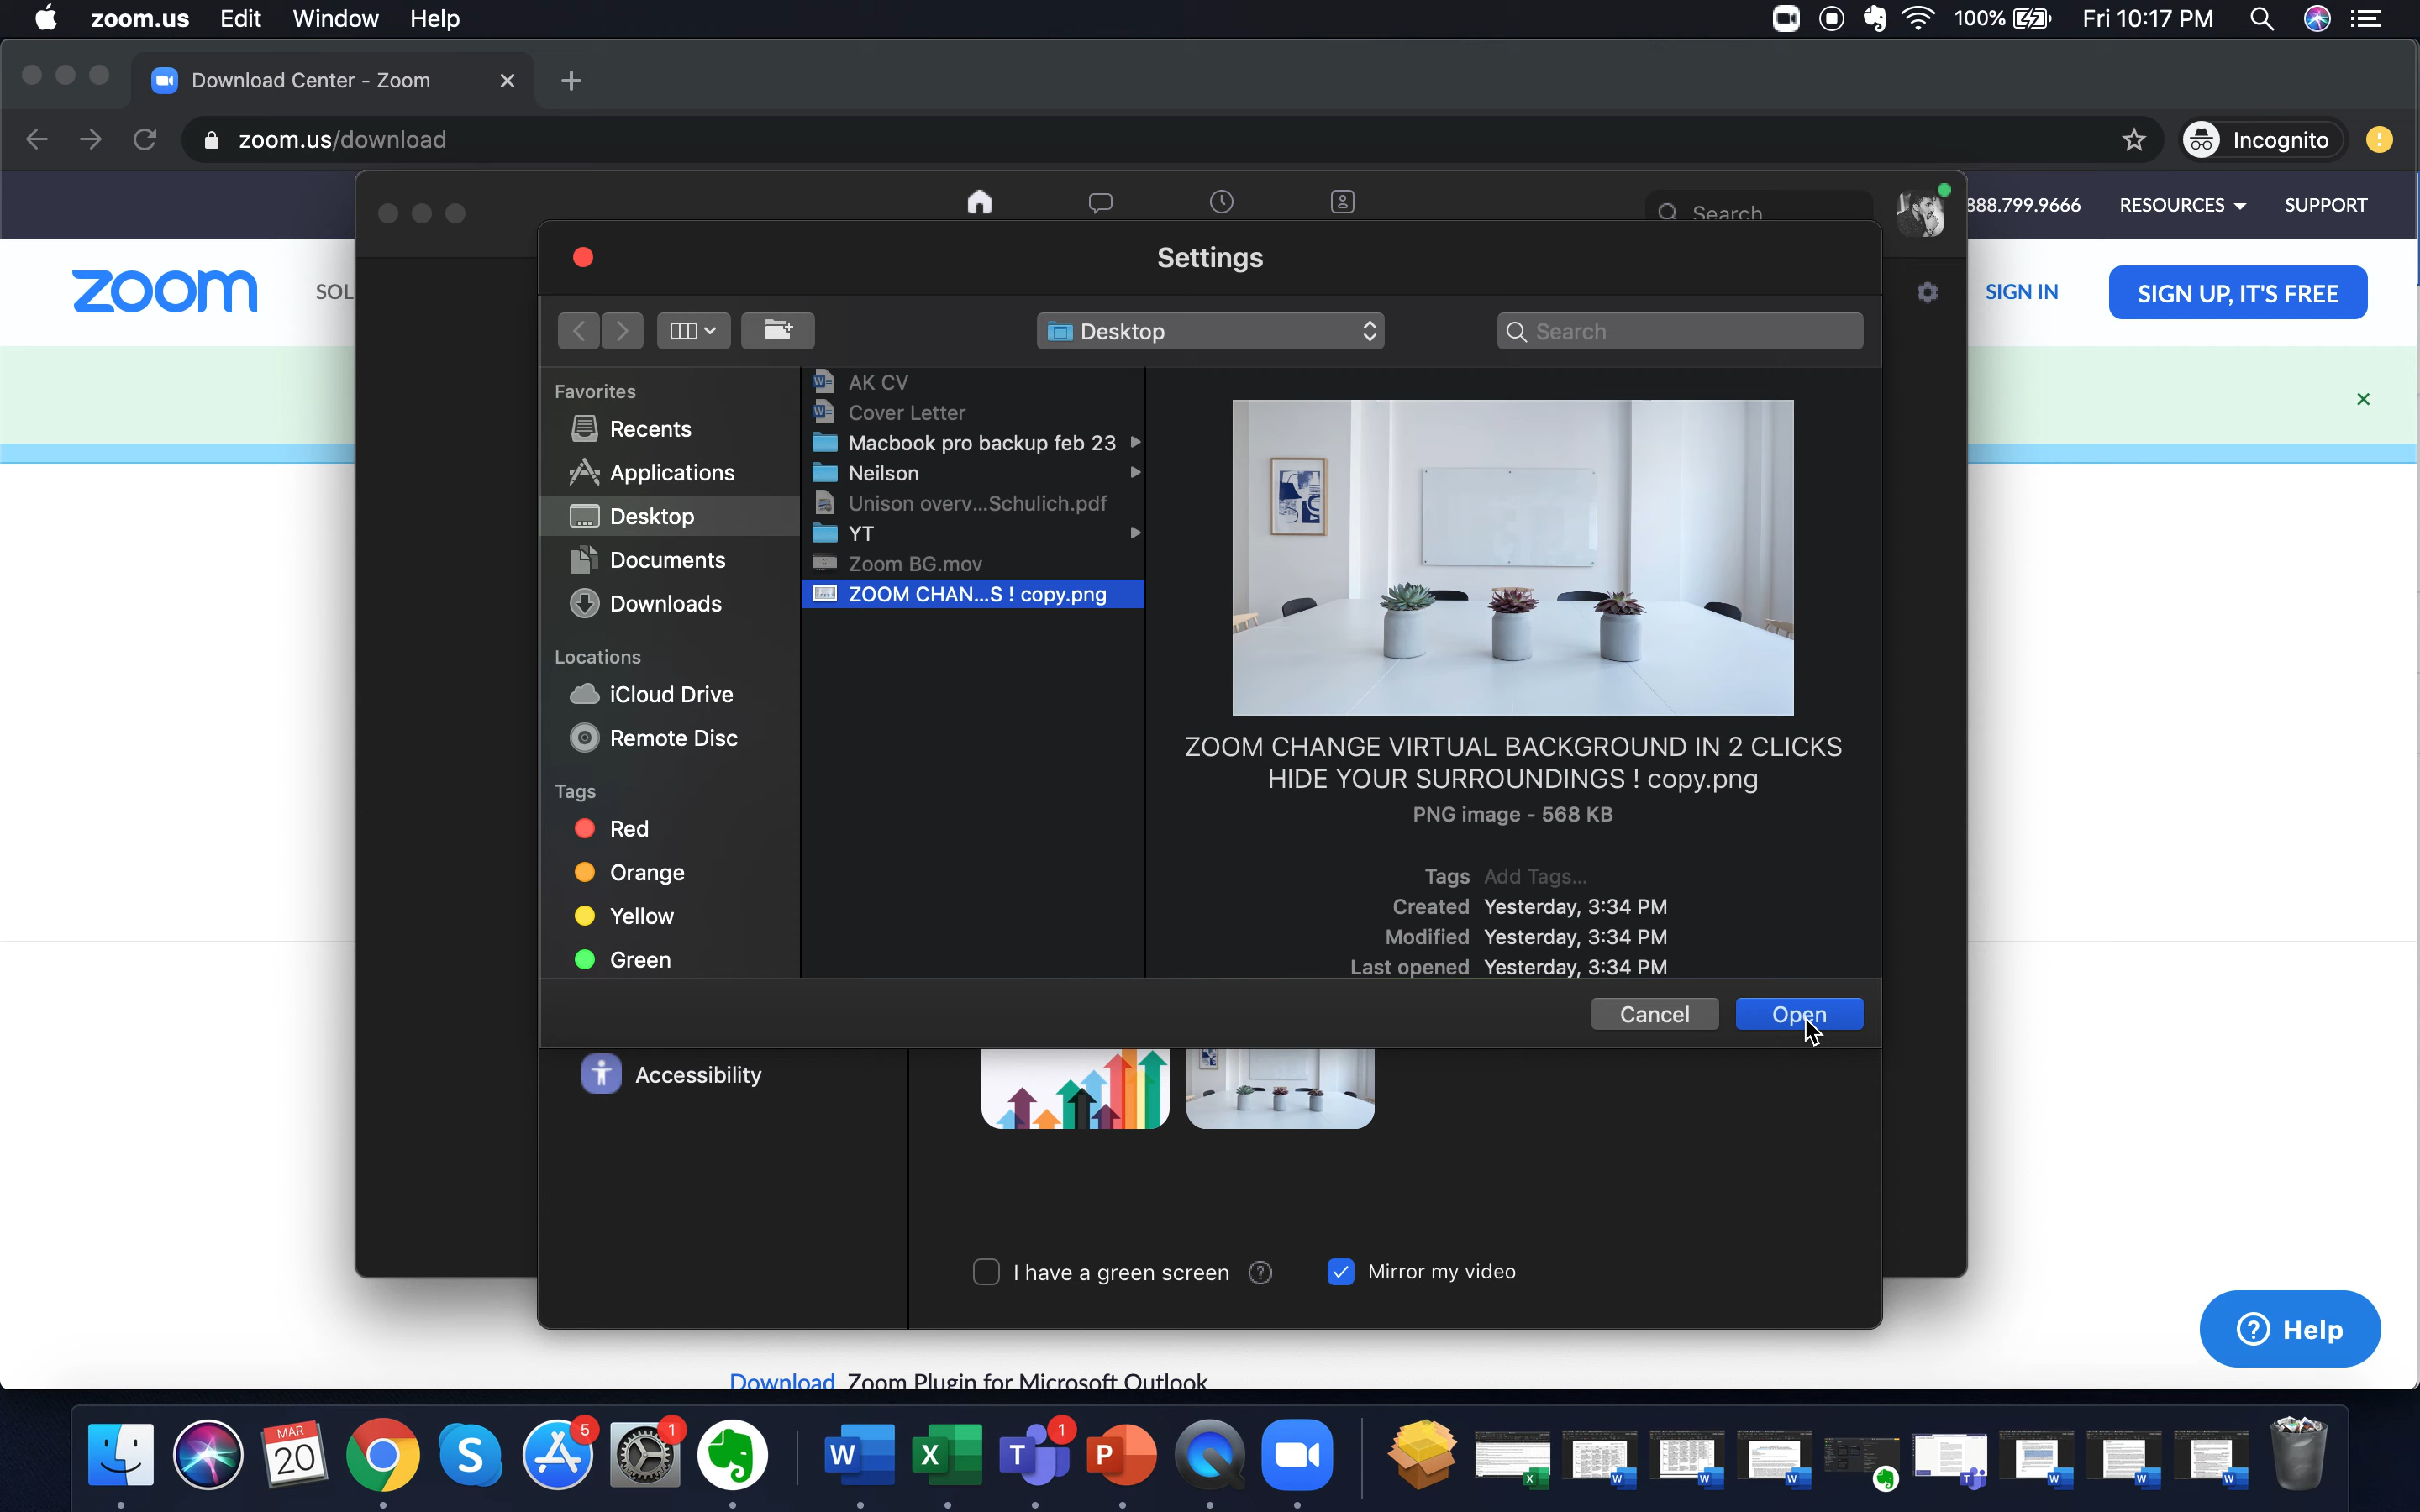 zoom.us Edit Window Help
100% Fri 10:17 PM
Download Center - Zoom
zoom.us/download
Incognito
Search
888.799.9666 RESOURCES SUPPORT
zoom SOL
SIGN IN SIGN UP, IT'S FREE
Settings
Desktop
Search
Favorites
Recents
Applications
Desktop
Documents
Downloads
Locations
iCloud Drive
Remote Disc
Tags
Red
Orange
Yellow
Green
AK CV
Cover Letter
Macbook pro backup feb 23
Neilson
Unison overv...Schulich.pdf
YT
Zoom BG.mov
ZOOM CHAN...S ! copy.png
ZOOM CHANGE VIRTUAL BACKGROUND IN 2 CLICKS
HIDE YOUR SURROUNDINGS ! copy.png
PNG image - 568 KB
Tags Add Tags...
Created Yesterday, 3:34 PM
Modified Yesterday, 3:34 PM
Last opened Yesterday, 3:34 PM
Cancel Open
Accessibility
I have a green screen ?
Mirror my video
? Help
Download Zoom Plugin for Microsoft Outlook
MAR
20
S
5
1
W
X
T
1
P